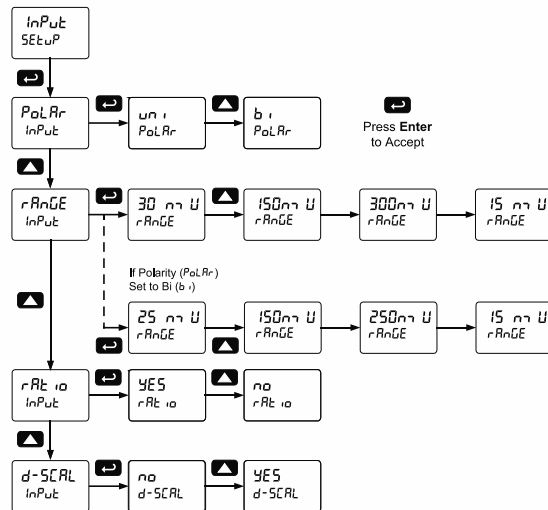 InPut
SEtuP
PoLAr
InPut
uni
PoLAr
bi
PoLAr
Press Enter
to Accept
rAnGE
InPut
30 mV
rAnGE
150mV
rAnGE
300mV
rAnGE
15 mV
rAnGE
If Polarity (PoLAr)
Set to Bi (bi)
25 mV
rAnGE
150mV
rAnGE
250mV
rAnGE
15 mV
rAnGE
rAtio
InPut
YES
rAtio
no
rAtio
d-SCAL
InPut
no
d-SCAL
YES
d-SCAL